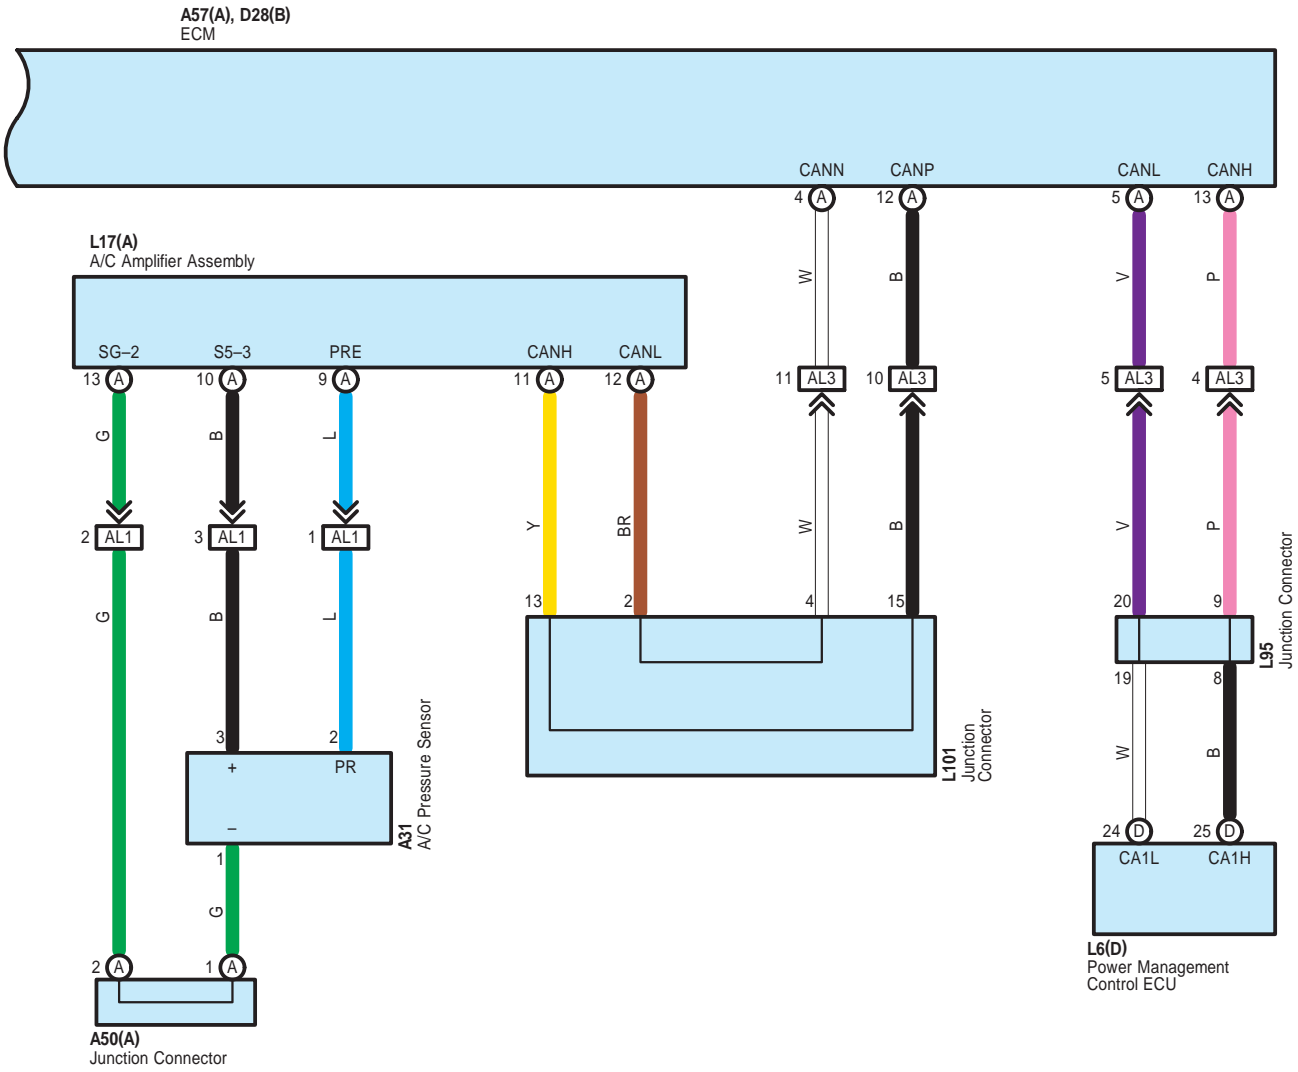 A57(A), D28(B)
ECM
CANN CANP CANL CANH
4 A 12 A 5 A 13 A
L17(A)
A/C Amplifier Assembly
W B V P
SG–2 S5–3 PRE CANH CANL
13 A 10 A 9 A 11 A 12 A
11 AL3 10 AL3 5 AL3 4 AL3
G B L
Y BR W B V P
2 AL1 3 AL1 1 AL1
13 2 4 15 20 9
G B L
L95
Junction Connector
19 8
3 2
+ PR
–
A31
A/C Pressure Sensor
L101
Junction
Connector
W B
24 D 25 D
CA1L CA1H
1
G
L6(D)
Power Management
Control ECU
2 A 1 A
A50(A)
Junction Connector